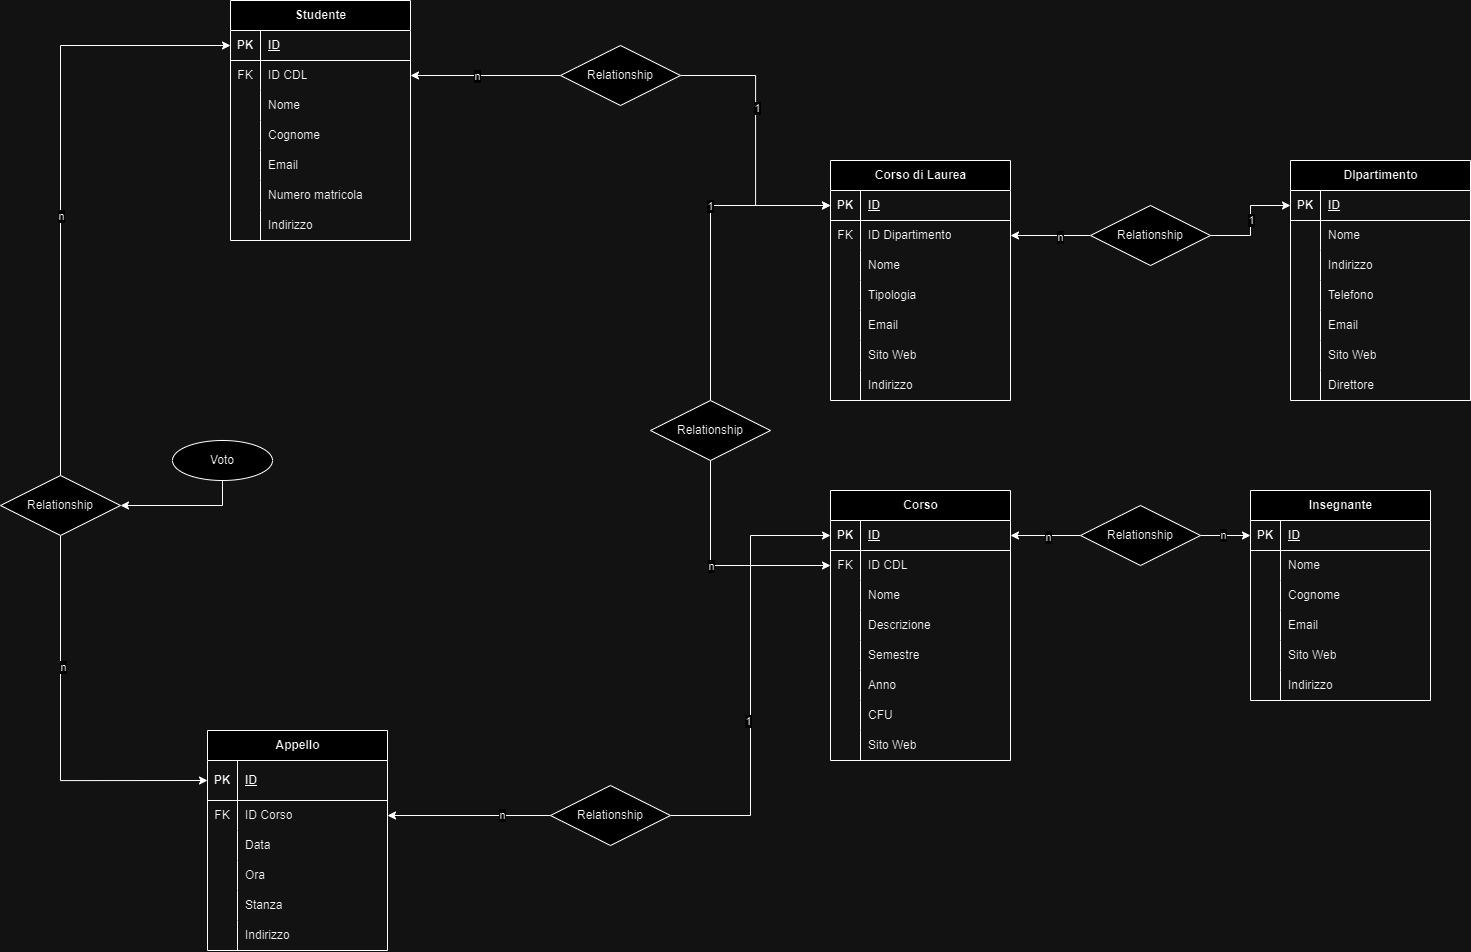 Studente
PK ID
FK ID CDL
Nome
Cognome
Email
Numero matricola
Indirizzo
n
Relationship
1
Corso di Laurea
PK ID
FK ID Dipartimento
Nome
Tipologia
Email
Sito Web
Indirizzo
n
Relationship
1
DIpartimento
PK ID
Nome
Indirizzo
Telefono
Email
Sito Web
Direttore
n
Voto
Relationship
n
1
Relationship
n
Corso
PK ID
FK ID CDL
Nome
Descrizione
Semestre
Anno
CFU
Sito Web
n
Relationship
n
Insegnante
PK ID
Nome
Cognome
Email
Sito Web
Indirizzo
Appello
PK ID
FK ID Corso
Data
Ora
Stanza
Indirizzo
n
Relationship
1